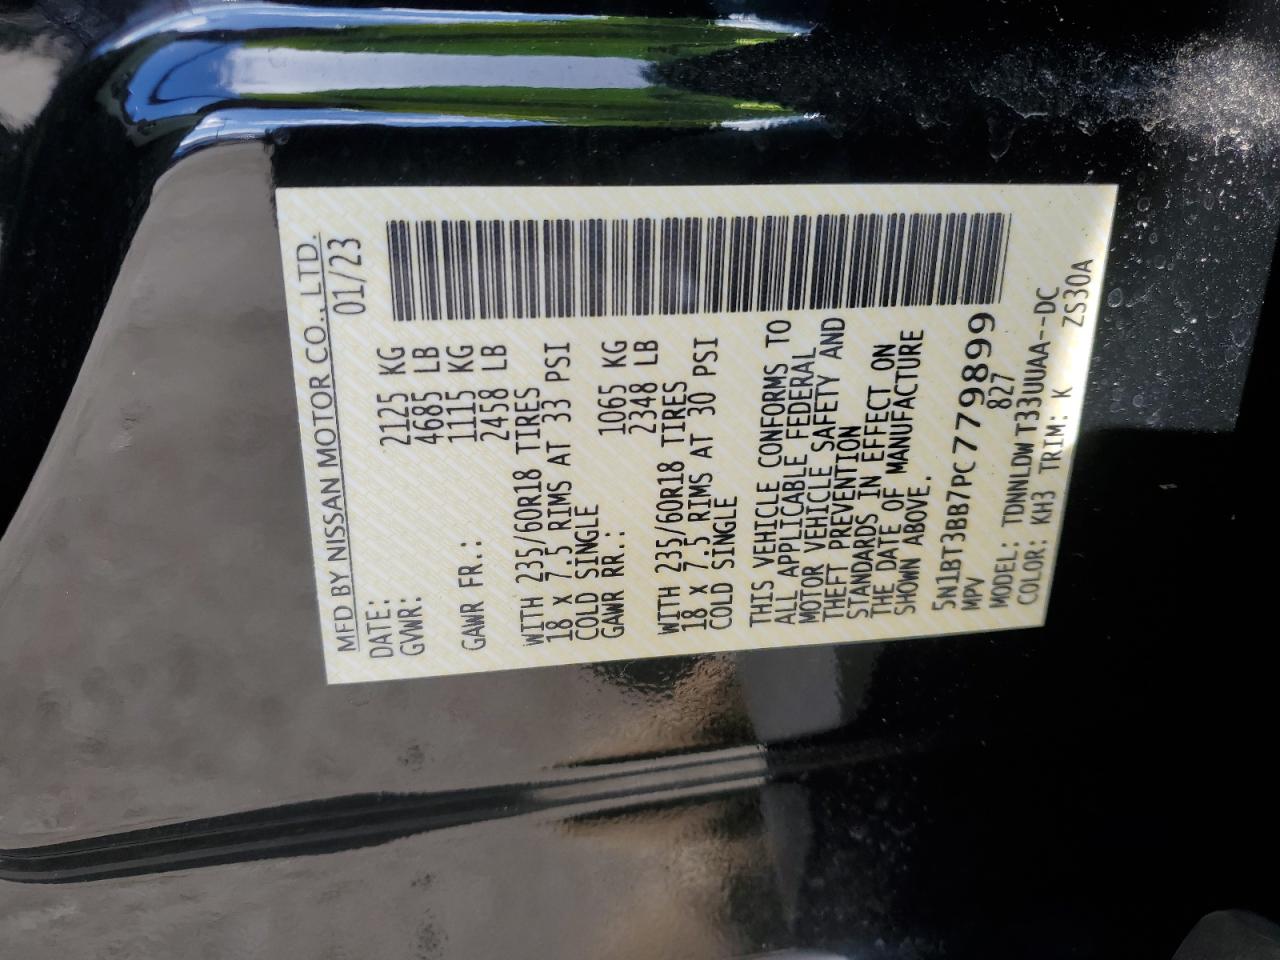 MFD BY NISSAN MOTOR CO., LTD.
DATE: 01/23
GVWR: 2125 KG
4685 LB
GAWR FR.: 1115 KG
2458 LB
WITH 235/60R18 TIRES
18 x 7.5 RIMS AT 33 PSI
COLD SINGLE
GAWR RR.: 1065 KG
2348 LB
WITH 235/60R18 TIRES
18 x 7.5 RIMS AT 30 PSI
COLD SINGLE
THIS VEHICLE CONFORMS TO
ALL APPLICABLE FEDERAL
MOTOR VEHICLE SAFETY AND
THEFT PREVENTION
STANDARDS IN EFFECT ON
THE DATE OF MANUFACTURE
SHOWN ABOVE.
5N1BT3BB7PC779899
MPV 827
MODEL: TDNNLDWT33UUAA--DC
COLOR: KH3 TRIM: K ZS30A